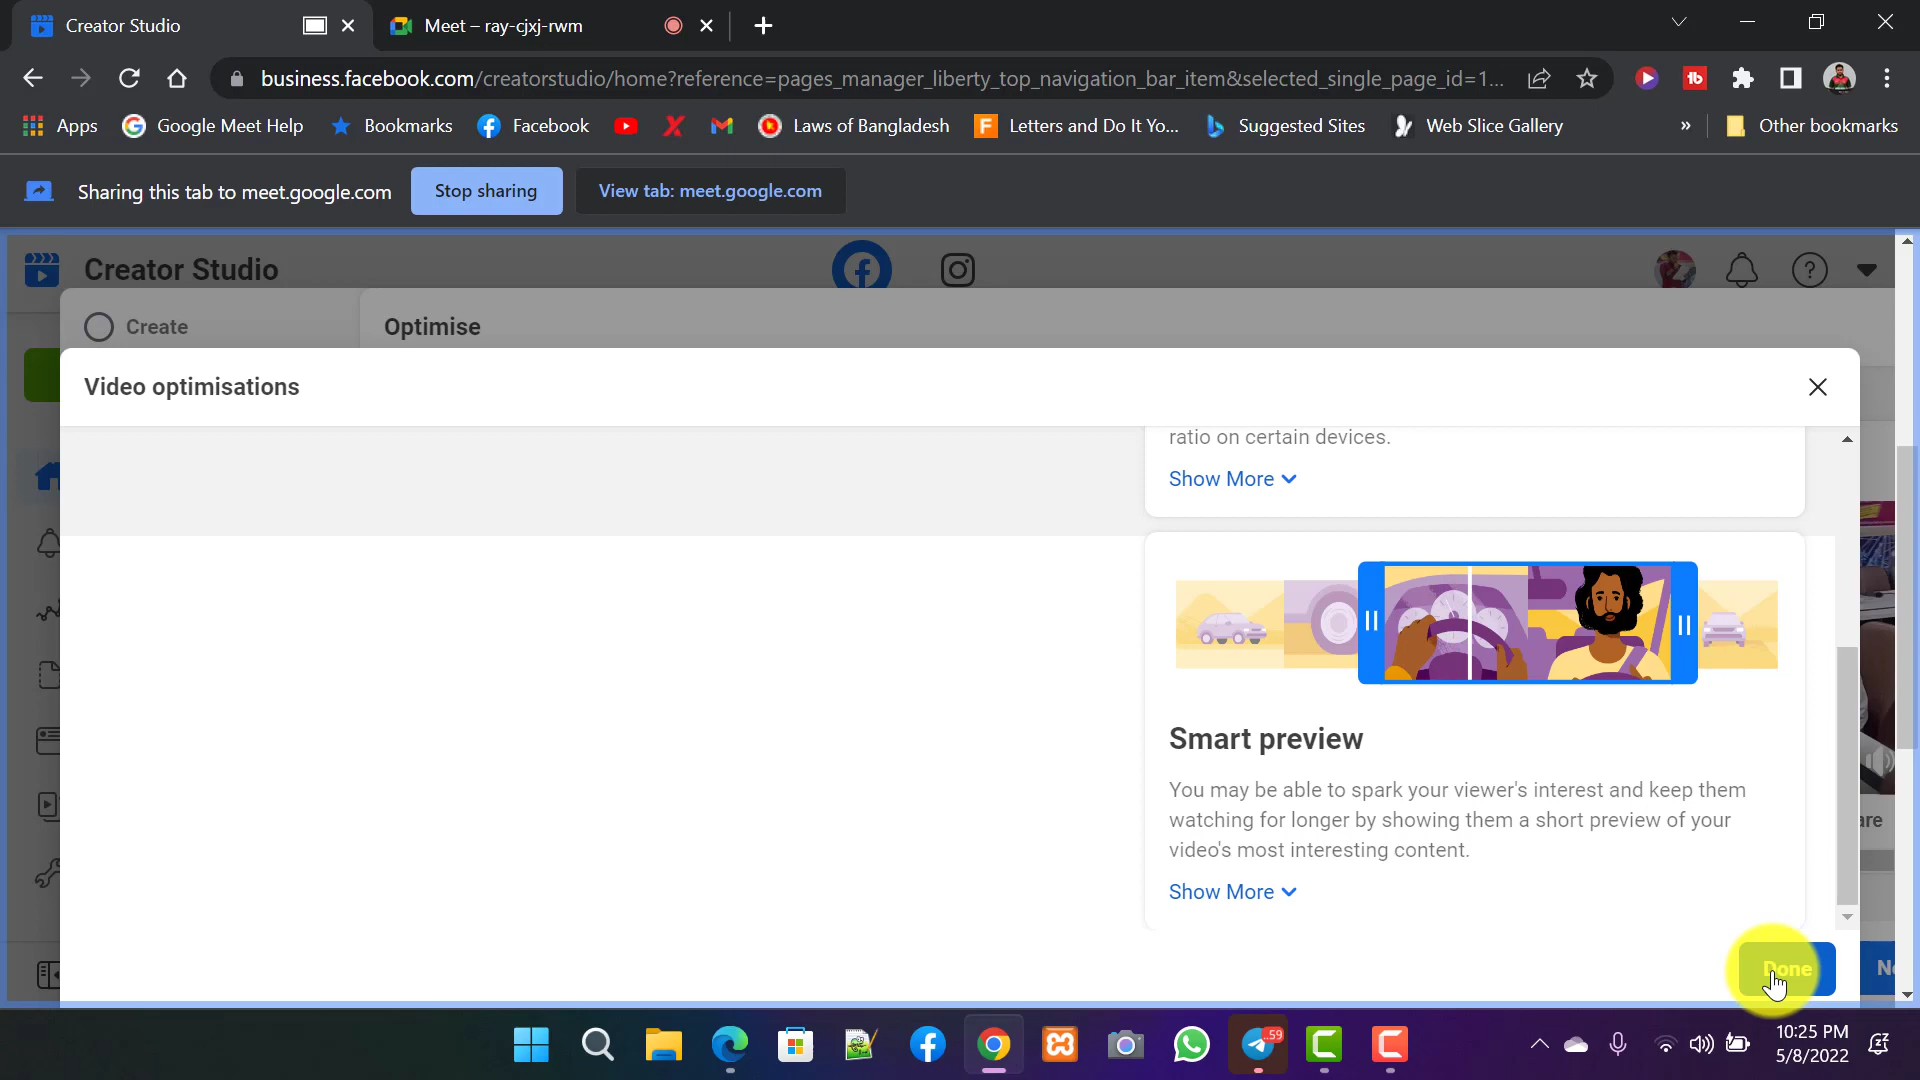 Creator Studio
Meet – ray-cjxj-rwm
business.facebook.com/creatorstudio/home?reference=pages_manager_liberty_top_navigation_bar_item&selected_single_page_id=1...
Apps
Google Meet Help
Bookmarks
Facebook
Laws of Bangladesh
Letters and Do It Yo...
Suggested Sites
Web Slice Gallery
»
Other bookmarks
Sharing this tab to meet.google.com
Stop sharing
View tab: meet.google.com
Creator Studio
Create
Optimise
Video optimisations
ratio on certain devices.
Show More
Smart preview
You may be able to spark your viewer's interest and keep them
watching for longer by showing them a short preview of your
video's most interesting content.
Show More
Done
59
10:25 PM
5/8/2022